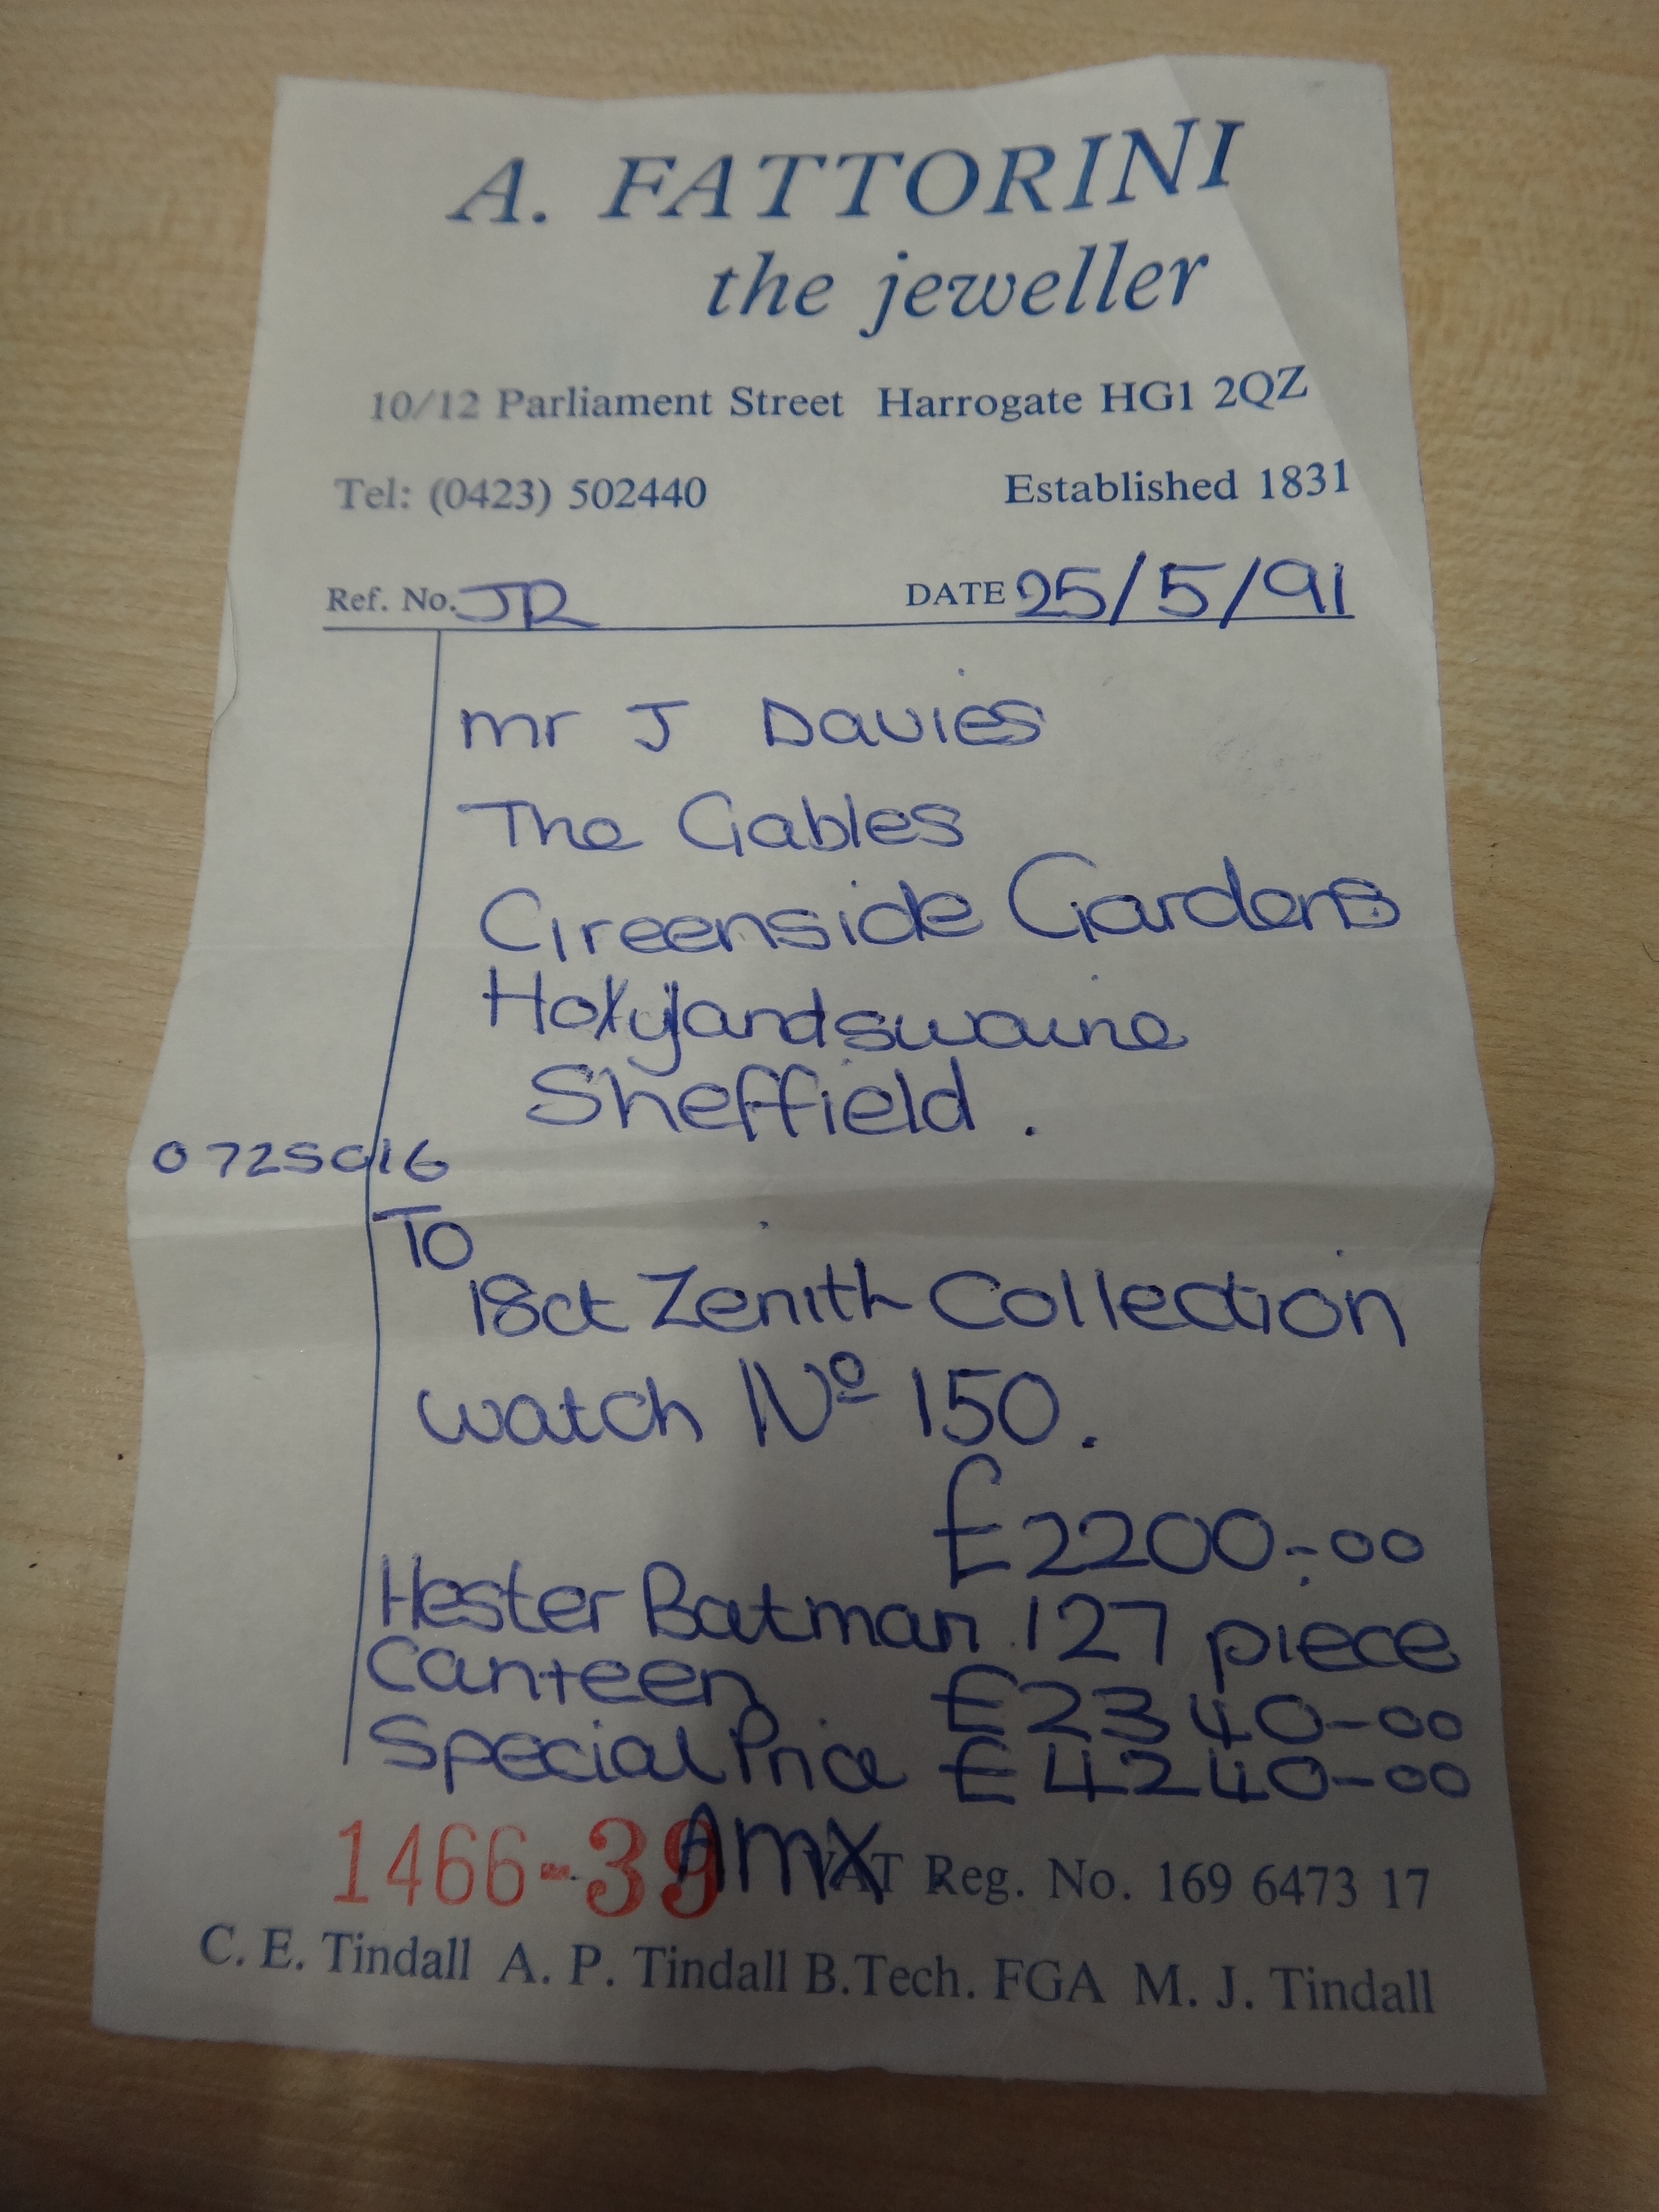 A. FATTORINI
the jeweller
10/12 Parliament Street Harrogate HG1 2QZ
Tel: (0423) 502440 Established 1831
Ref. No. JR DATE 25/5/91
Mr J Davies
The Gables
Greenside Gardens
Hoylandswaine
Sheffield.
To
18ct Zenith Collection
watch Nº 150.
£2200-00
Hester Batman 127 piece
Canteen £2340-00
Special Price £4240-00
1466-39 Amx VAT Reg. No. 169 6473 17
C. E. Tindall A. P. Tindall B.Tech. FGA M. J. Tindall